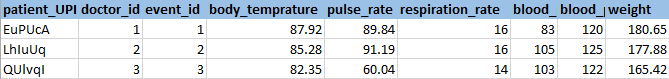 patient_UPI doctor_id event_id body_temprature pulse_rate respiration_rate blood_ blood_ weight
EuPUcA 1 1 87.92 89.84 16 83 120 180.65
LhIuUq 2 2 85.28 91.19 16 105 125 177.88
QUlvqI 3 3 82.35 60.04 14 103 122 165.42